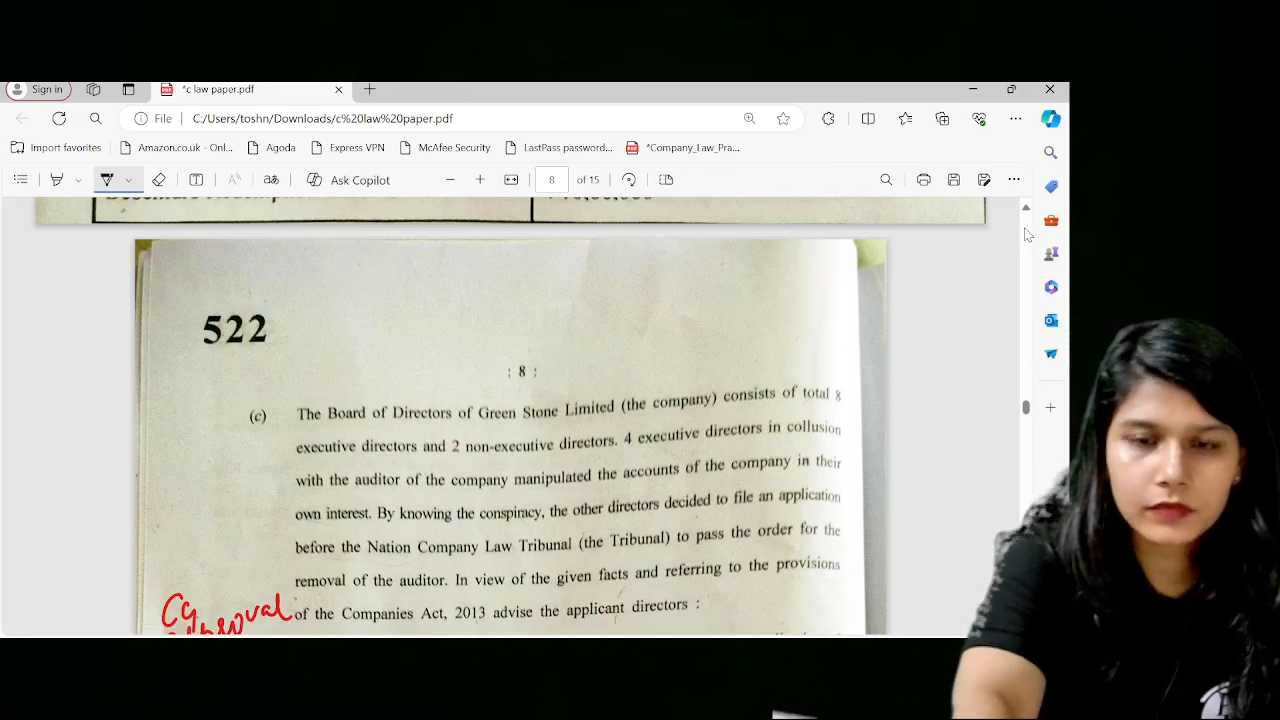 Sign in
*c law paper.pdf
File
C:/Users/toshn/Downloads/c%20law%20paper.pdf
Import favorites
Amazon.co.uk - Onl...
Agoda
Express VPN
McAfee Security
LastPass password...
*Company_Law_Pra...
Ask Copilot
8
of 15
522
: 8 :
(c) The Board of Directors of Green Stone Limited (the company) consists of total 8
executive directors and 2 non-executive directors. 4 executive directors in collusion
with the auditor of the company manipulated the accounts of the company in their
own interest. By knowing the conspiracy, the other directors decided to file an application
before the Nation Company Law Tribunal (the Tribunal) to pass the order for the
removal of the auditor. In view of the given facts and referring to the provisions
of the Companies Act, 2013 advise the applicant directors :
CG